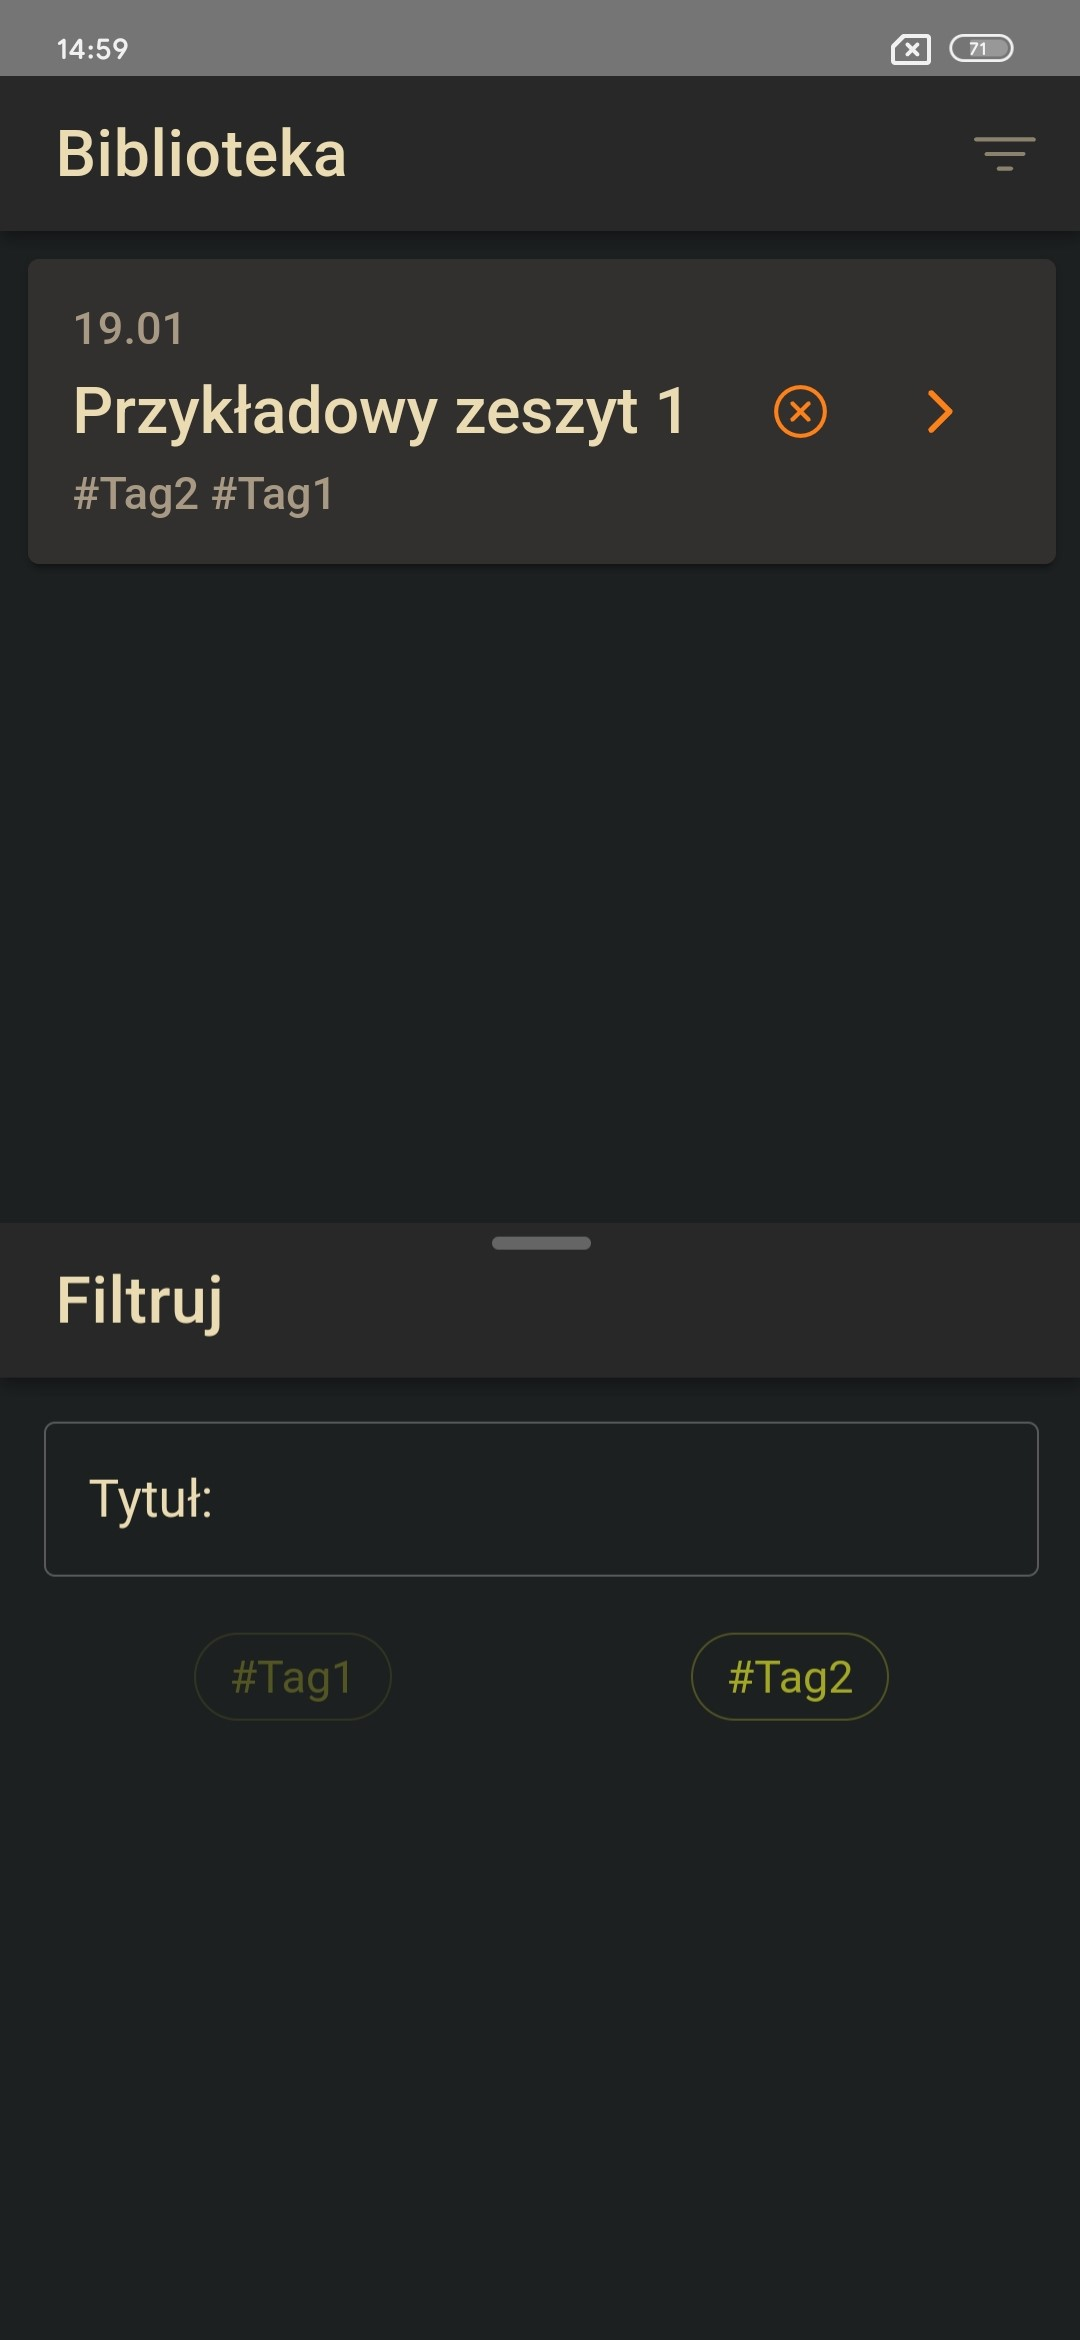 14:59
71
Biblioteka
19.01
Przykładowy zeszyt 1
#Tag2 #Tag1
Filtruj
Tytuł:
#Tag1 #Tag2